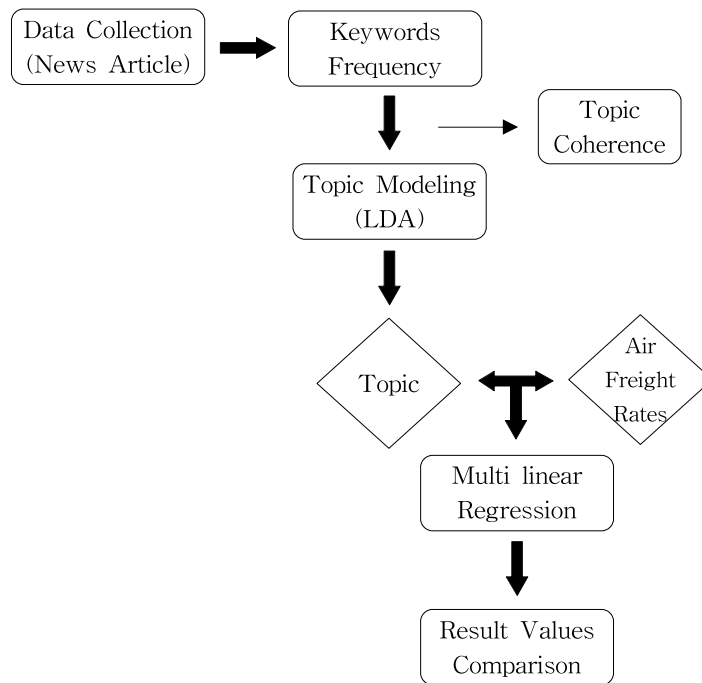 Data Collection
(News Article)
Keywords
Frequency
Topic
Coherence
Topic Modeling
(LDA)
Topic
Air
Freight
Rates
Multi linear
Regression
Result Values
Comparison